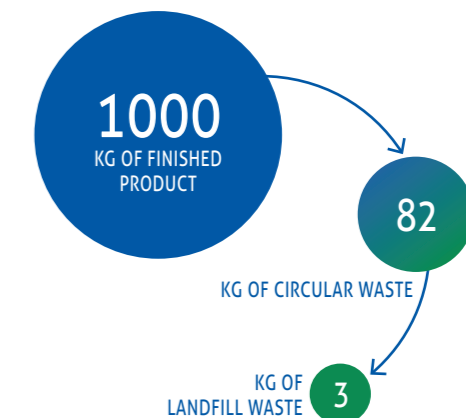 1000
KG OF FINISHED
PRODUCT
82
KG OF CIRCULAR WASTE
KG OF
LANDFILL WASTE
3